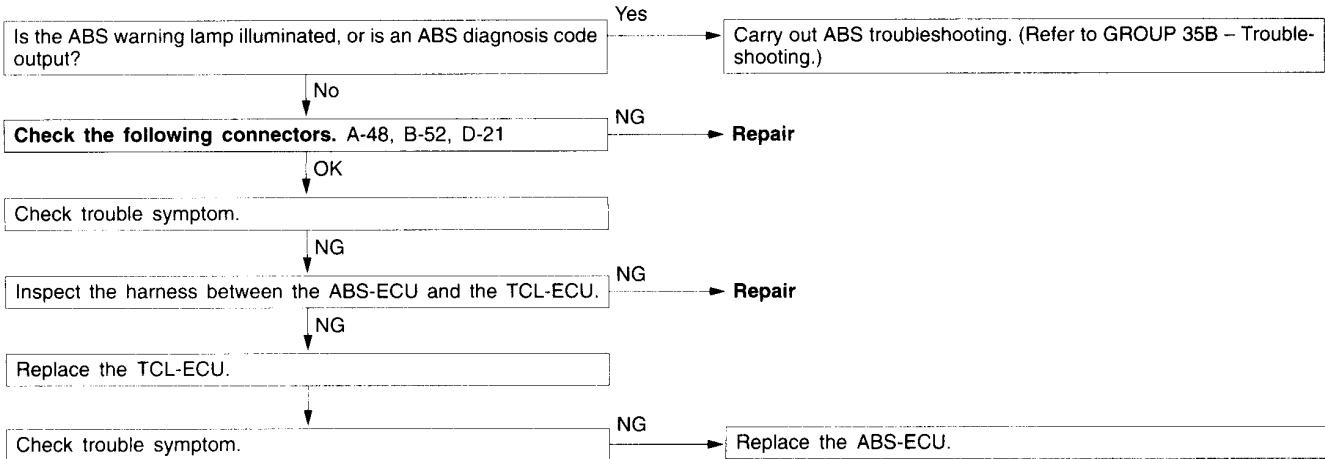 Yes
Is the ABS warning lamp illuminated, or is an ABS diagnosis code
output?
Carry out ABS troubleshooting. (Refer to GROUP 35B – Trouble-
shooting.)
No
Check the following connectors. A-48, B-52, D-21
NG
Repair
OK
Check trouble symptom.
NG
Inspect the harness between the ABS-ECU and the TCL-ECU.
NG
Repair
NG
Replace the TCL-ECU.
Check trouble symptom.
NG
Replace the ABS-ECU.